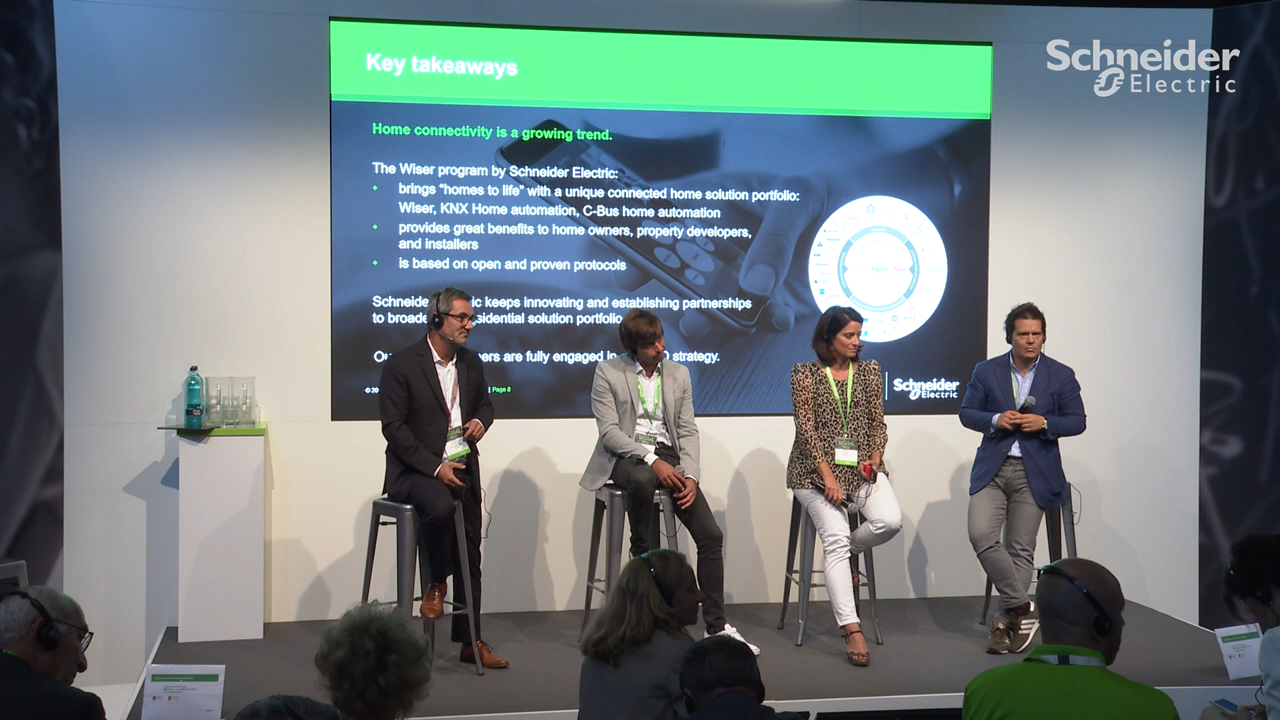 Schneider
Electric
Key takeaways
Home connectivity is a growing trend.
The Wiser program by Schneider Electric:
brings “homes to life” with a unique connected home solution portfolio:
Wiser, KNX Home automation, C-Bus home automation
provides great benefits to home owners, property developers,
and installers
is based on open and proven protocols
ic keeps innovating and establishing partnerships
to sidential solution portfolio
are fully engaged in strategy.
Page 8
Schneider
Electric